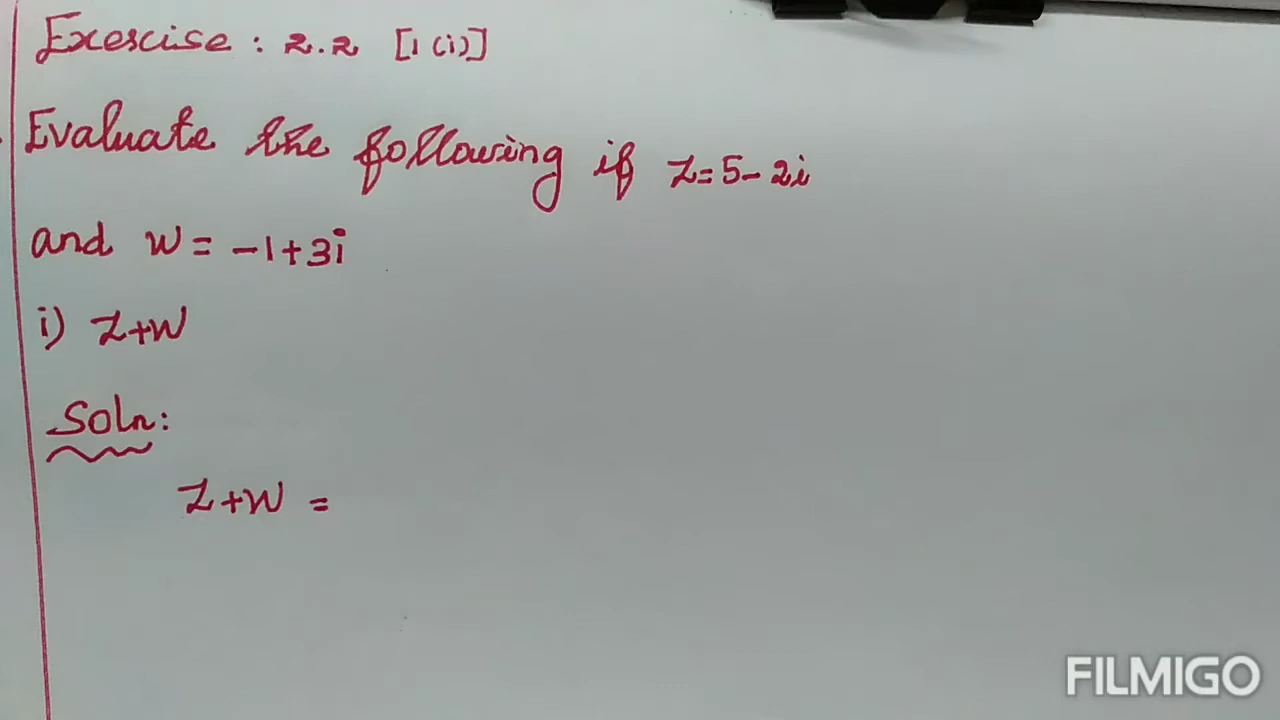 Exercise : 2.2 [1 (i)]
Evaluate the following if z = 5 - 2i
and w = -1+3i
i) z+w
Soln:
z+w =
FILMIGO